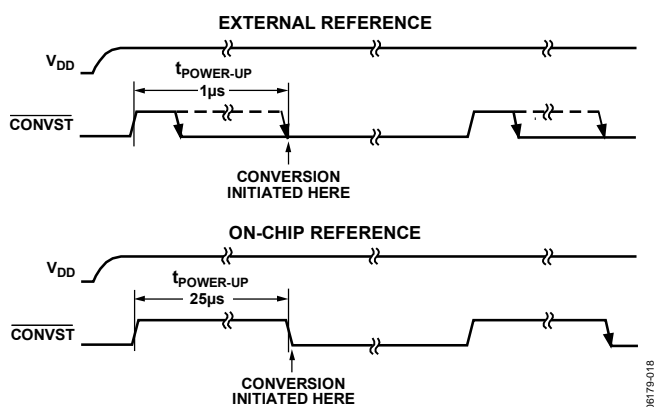 EXTERNAL REFERENCE
VDD
tPOWER-UP
1µs
CONVST
CONVERSION
INITIATED HERE
ON-CHIP REFERENCE
VDD
tPOWER-UP
25µs
CONVST
CONVERSION
INITIATED HERE
06179-018